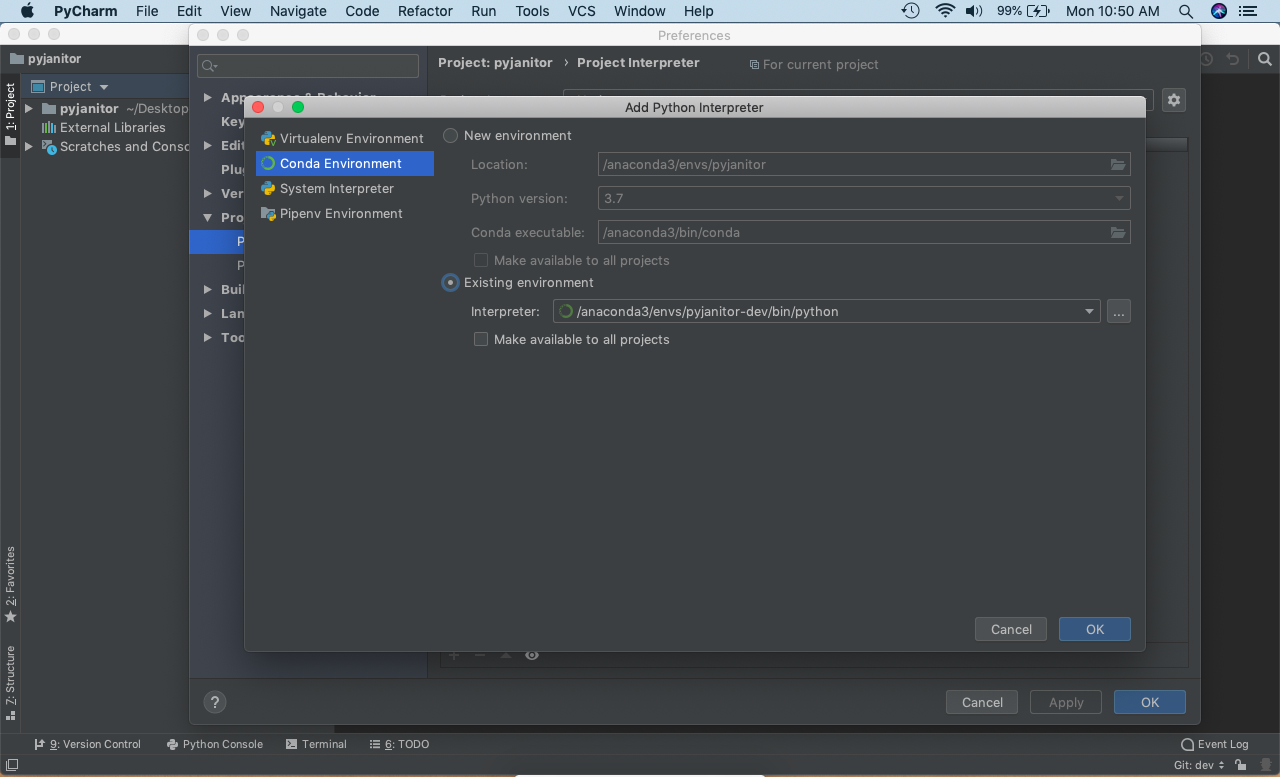 PyCharm File Edit View Navigate Code Refactor Run Tools VCS Window Help 99% Mon 10:50 AM
Preferences
pyjanitor
Project: pyjanitor › Project Interpreter For current project
Project
1: Project
pyjanitor ~/Desktop
External Libraries
Scratches and Conso
Appearance & Behavior
Key
Edit
Plug
Ver
Pro
P
P
Buil
Lan
Too
Add Python Interpreter
Virtualenv Environment
Conda Environment
System Interpreter
Pipenv Environment
New environment
Location: /anaconda3/envs/pyjanitor
Python version: 3.7
Conda executable: /anaconda3/bin/conda
Make available to all projects
Existing environment
Interpreter: /anaconda3/envs/pyjanitor-dev/bin/python ...
Make available to all projects
Cancel OK
2: Favorites
Z: Structure
? Cancel Apply OK
9: Version Control Python Console Terminal 6: TODO Event Log
Git: dev